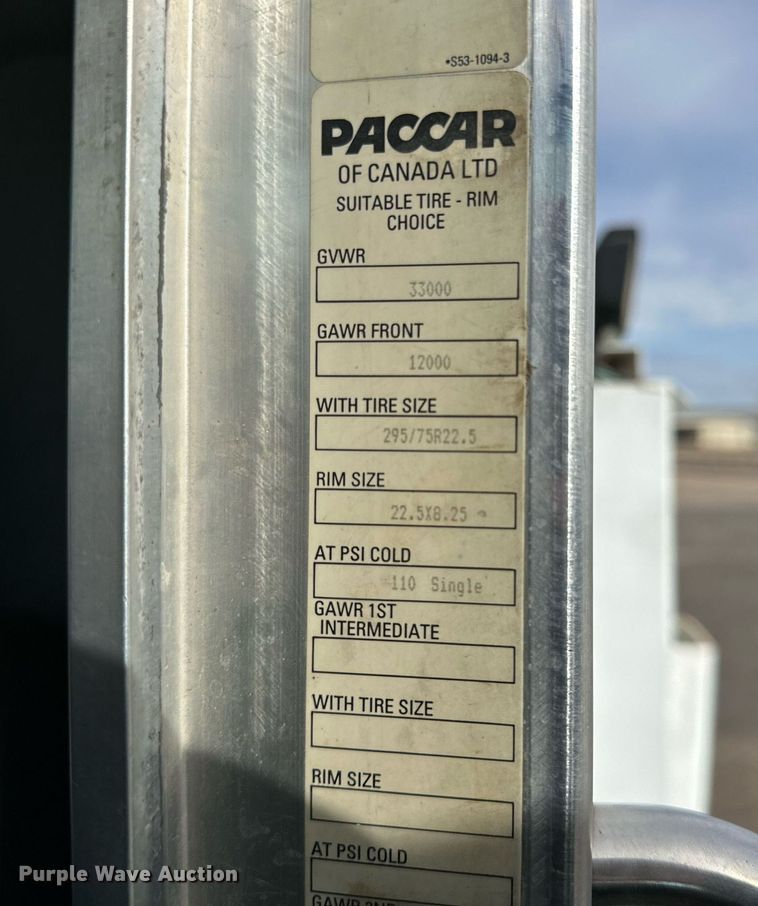 •S53-1094-3
PACCAR
OF CANADA LTD
SUITABLE TIRE - RIM
CHOICE
GVWR
33000
GAWR FRONT
12000
WITH TIRE SIZE
295/75R22.5
RIM SIZE
22.5X8.25
AT PSI COLD
110 Single
GAWR 1ST
INTERMEDIATE
WITH TIRE SIZE
RIM SIZE
AT PSI COLD
Purple Wave Auction